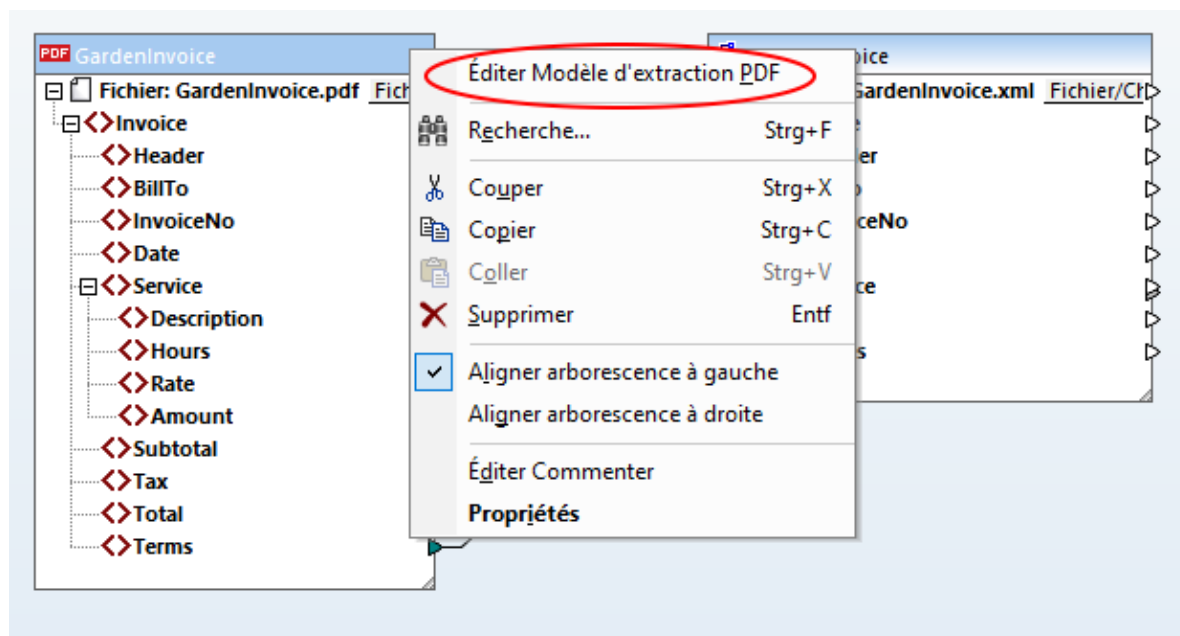 PDF GardenInvoice
Fichier: GardenInvoice.pdf Fich
Invoice
Header
BillTo
InvoiceNo
Date
Service
Description
Hours
Rate
Amount
Subtotal
Tax
Total
Terms
Éditer Modèle d'extraction PDF
Recherche... Strg+F
Couper Strg+X
Copier Strg+C
Coller Strg+V
Supprimer Entf
Aligner arborescence à gauche
Aligner arborescence à droite
Éditer Commenter
Propriétés
oice
GardenInvoice.xml Fichier/Ch
er
ceNo
ce
s